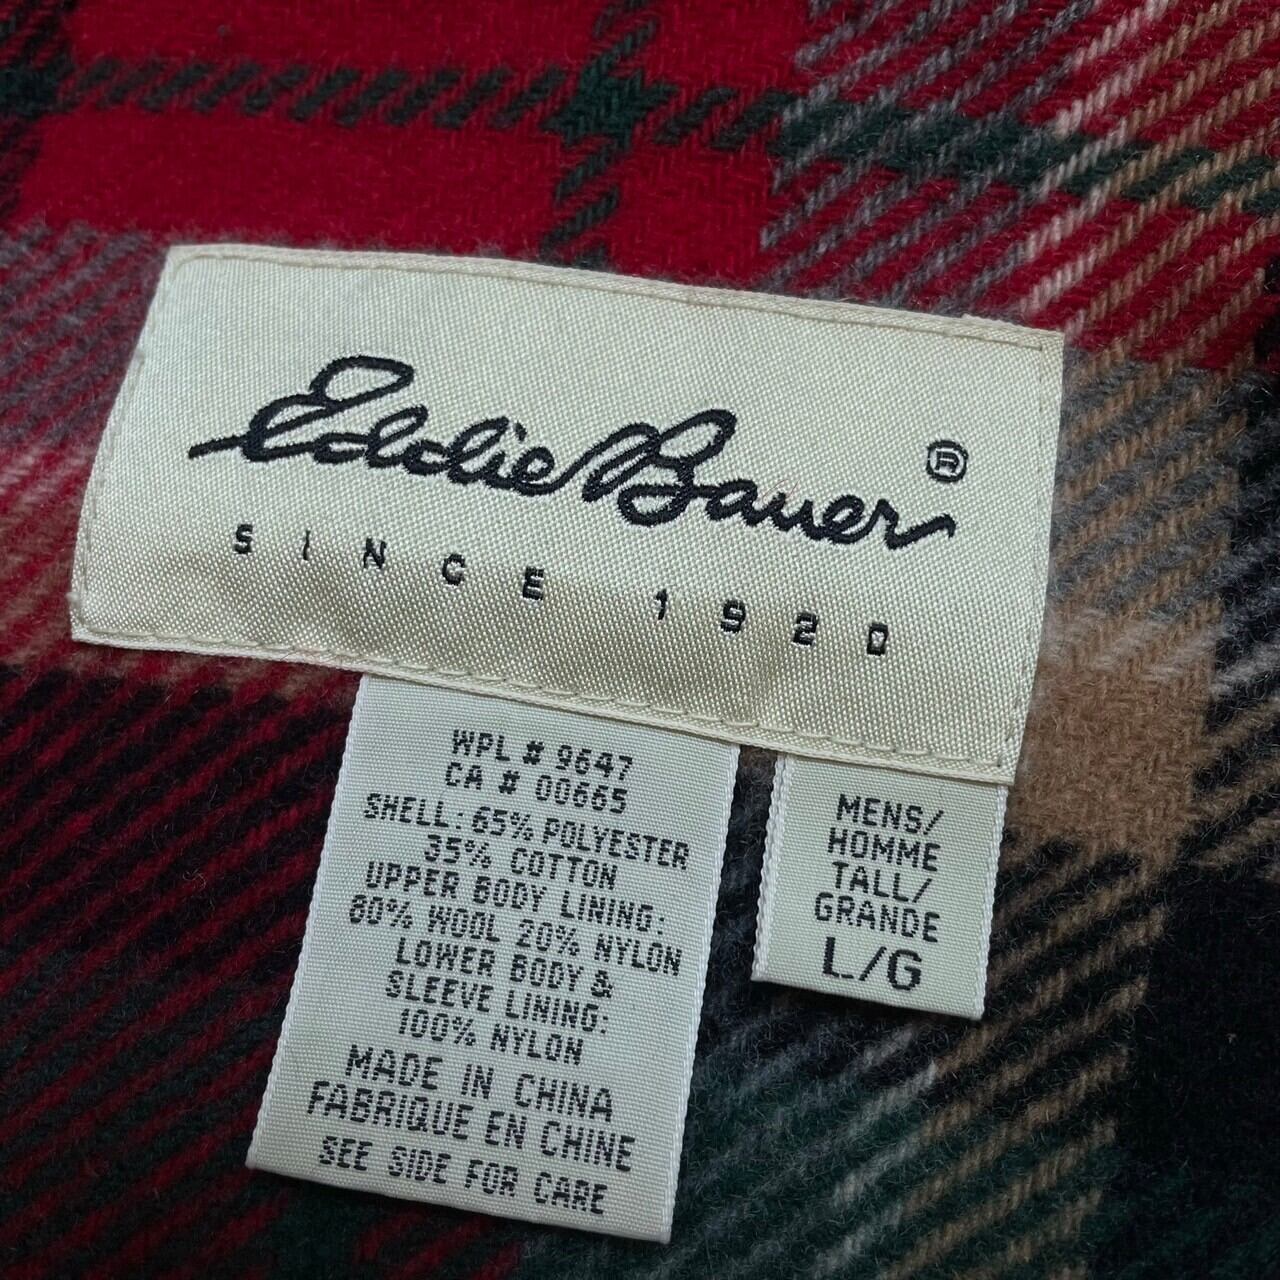 Eddie Bauer ®
SINCE 1920
WPL # 9647
CA # 00665
SHELL: 65% POLYESTER
35% COTTON
UPPER BODY LINING:
80% WOOL 20% NYLON
LOWER BODY &
SLEEVE LINING:
100% NYLON
MADE IN CHINA
FABRIQUE EN CHINE
SEE SIDE FOR CARE
MENS/
HOMME
TALL/
GRANDE
L/G